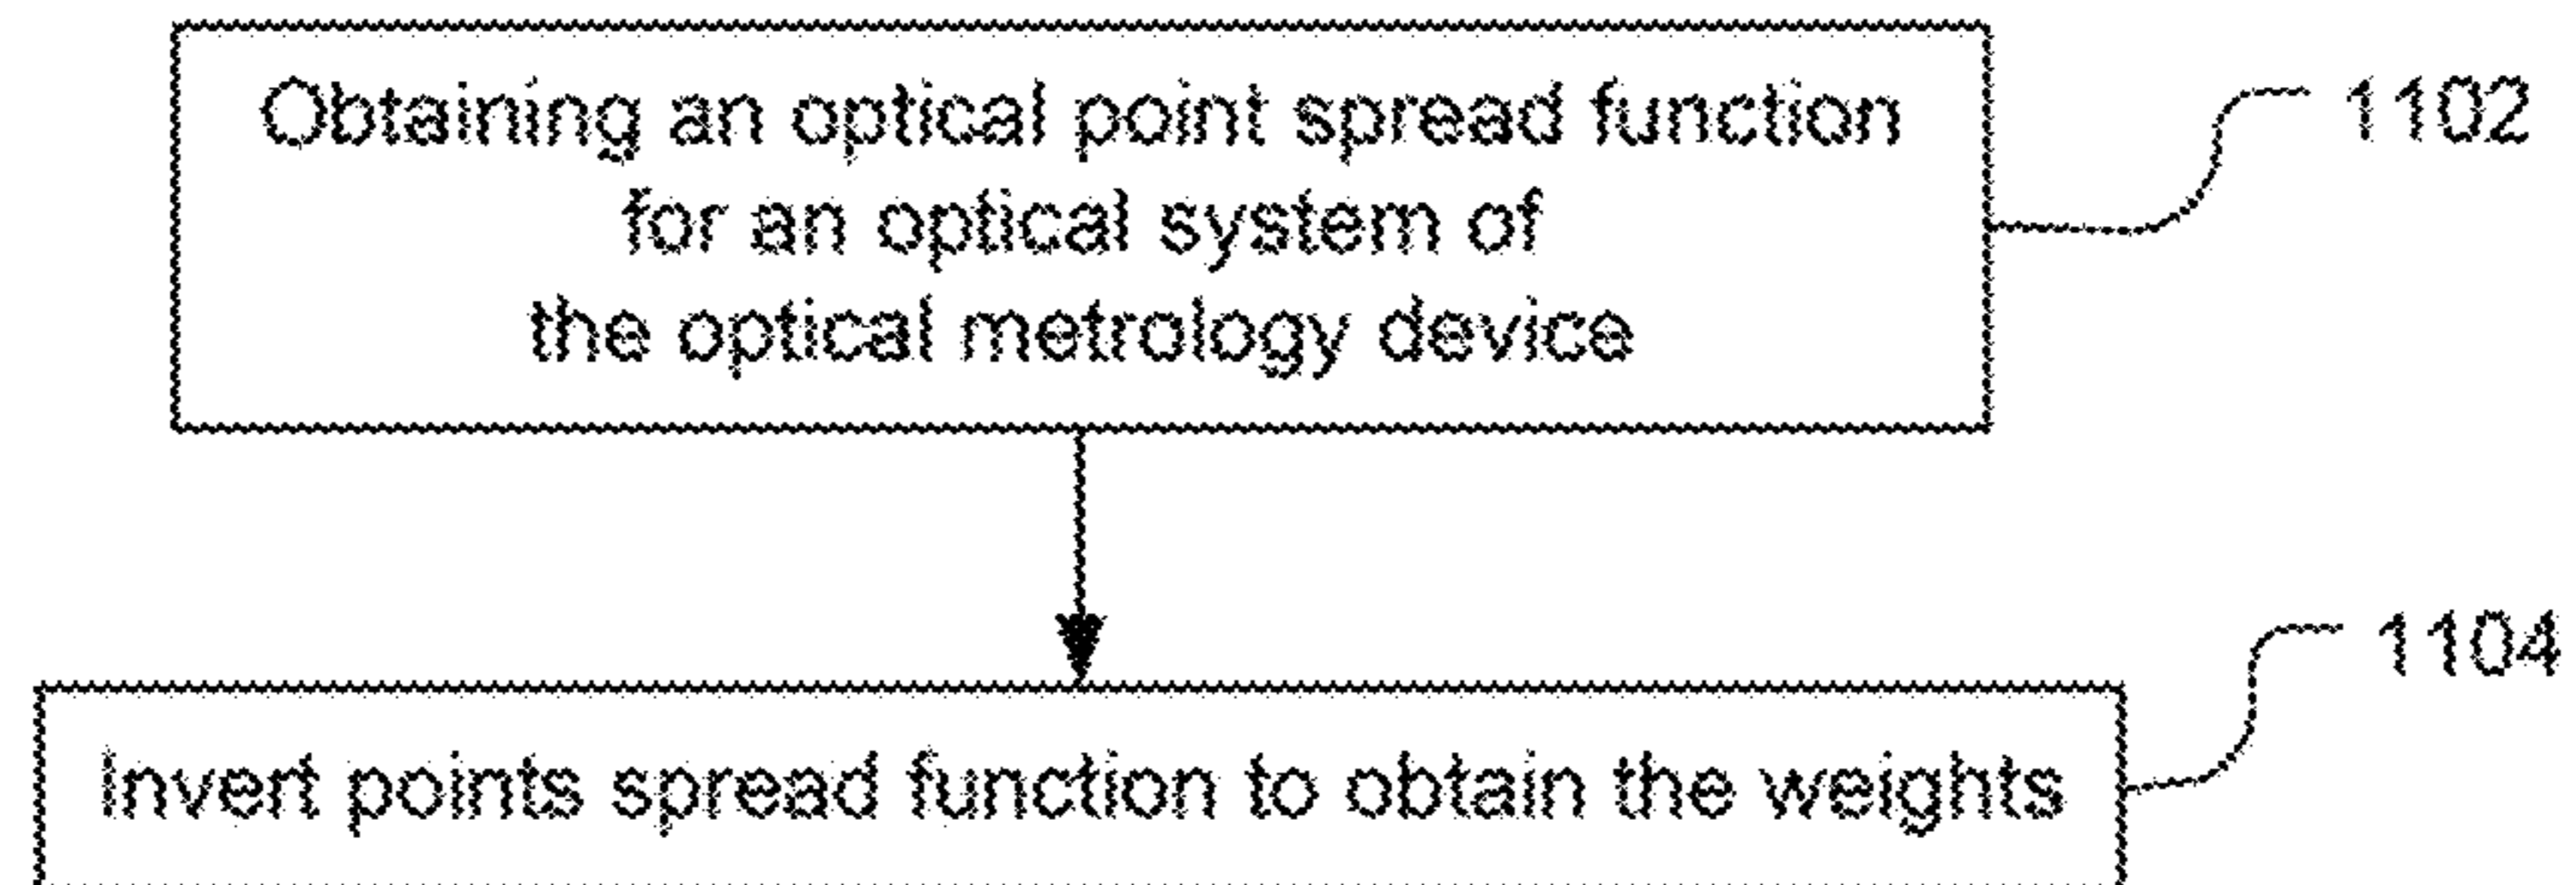 Obtaining an optical point spread function
for an optical system of
the optical metrology device
1102
Invert points spread function to obtain the weights
1104